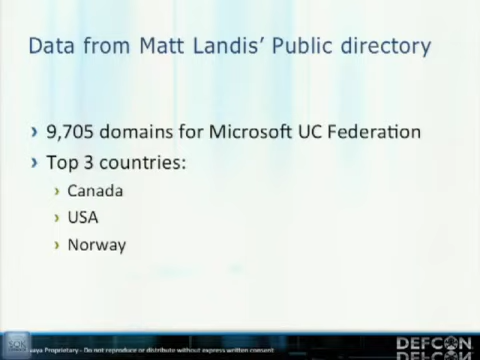 Data from Matt Landis' Public directory
› 9,705 domains for Microsoft UC Federation
› Top 3 countries:
› Canada
› USA
› Norway
Proprietary - Do not reproduce or distribute without express written consent
DEFCON